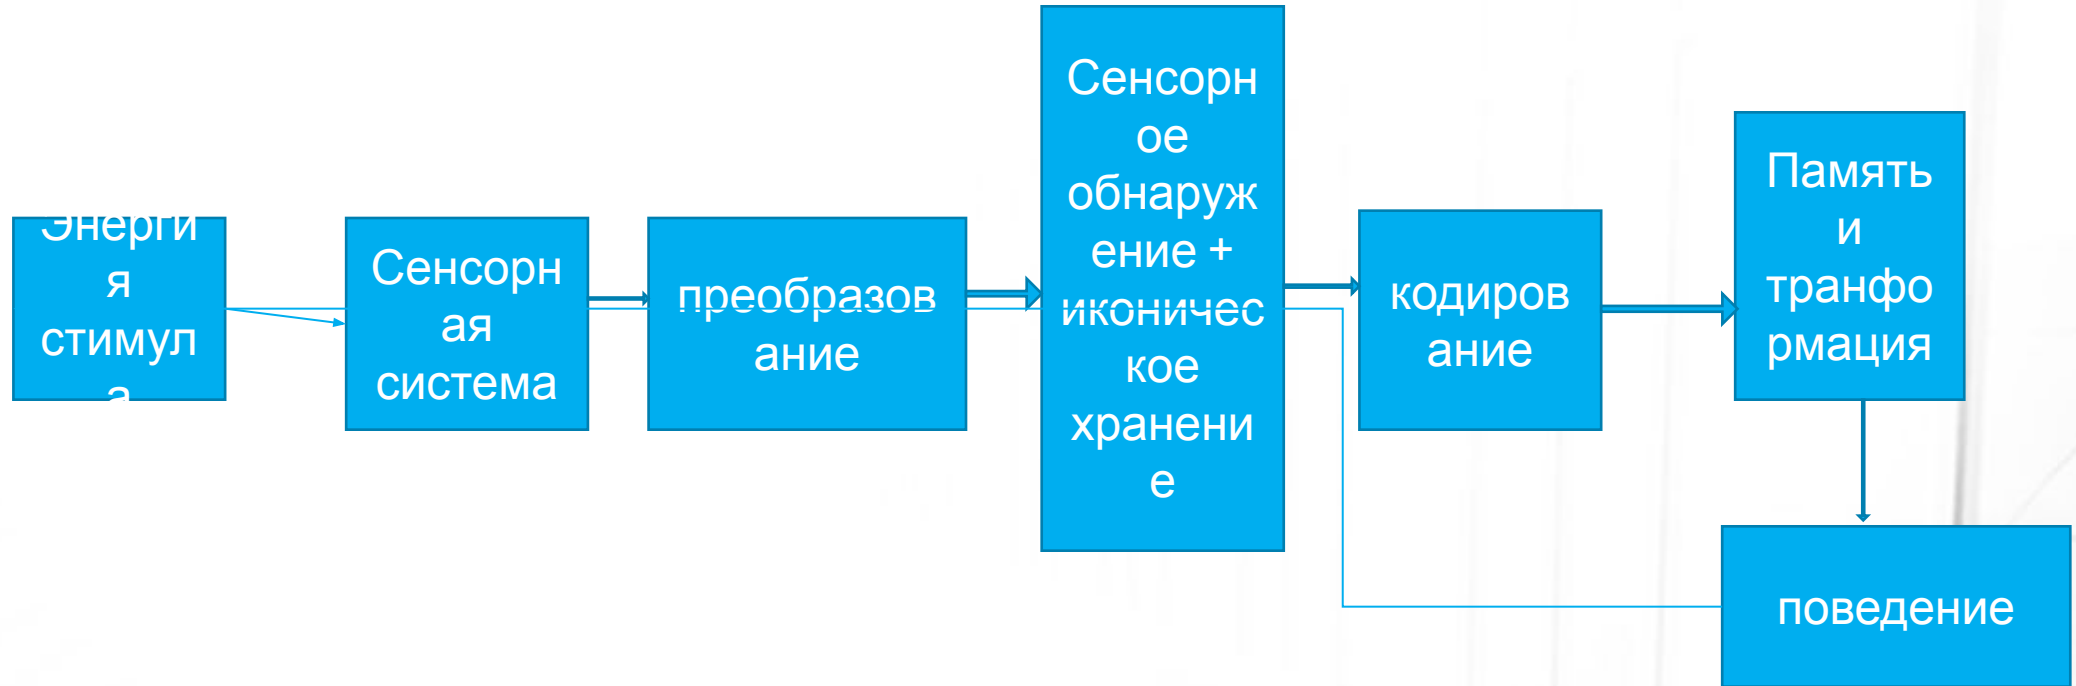 Энерги
я
стимул
а
Сенсорн
ая
система
преобразов
ание
Сенсорн
ое
обнаруж
ение +
иконичес
кое
хранени
е
кодиров
ание
Память
и
транфо
рмация
поведение